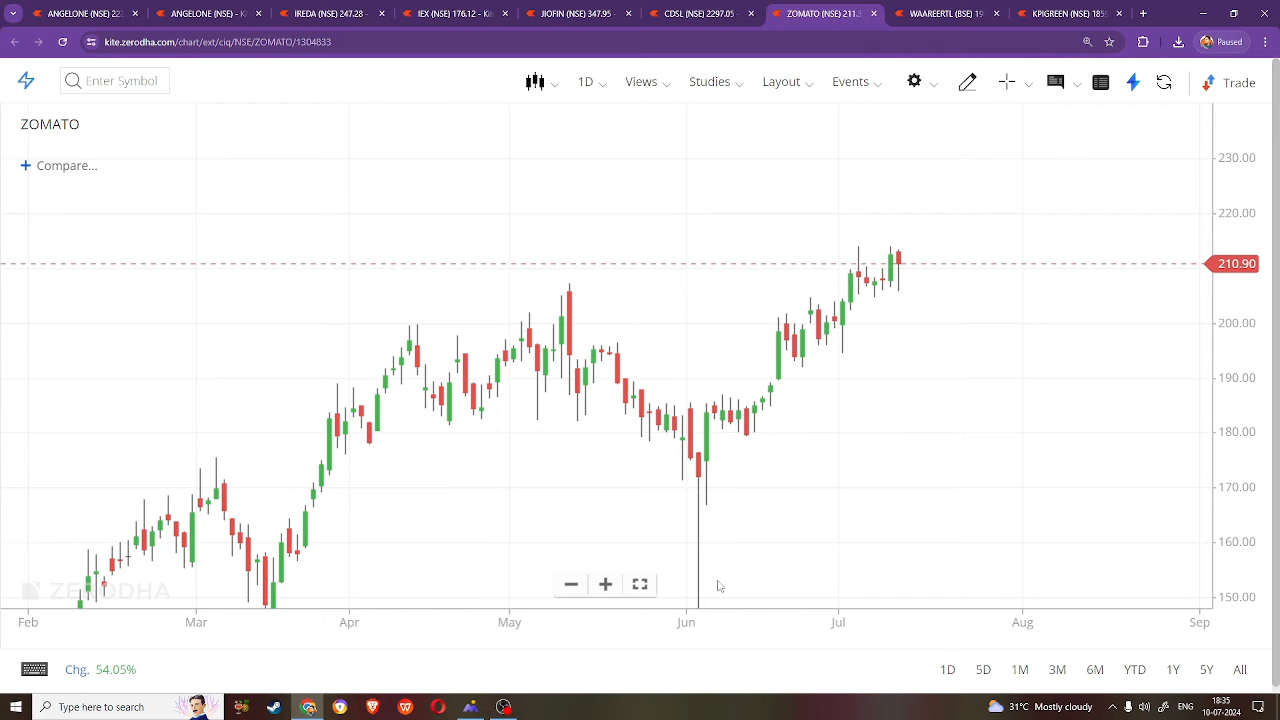 ANGELONE (NSE) 22
ANGELONE (NSE) - Ki
IREDA (NSE) 247.28 -
IEX (NSE) 176.12 - Kit
JIOFIN (NSE) 347.95
CDSL (NSE) 2297.0
ZOMATO (NSE) 211.
WAAREERTL (BSE) 19
KPIGREEN (NSE) 185
kite.zerodha.com/chart/ext/ciq/NSE/ZOMATO/1304833
Paused
Enter Symbol
1D
Views
Studies
Layout
Events
Trade
ZOMATO
Compare...
230.00
220.00
210.90
200.00
190.00
180.00
170.00
160.00
150.00
ZERODHA
Feb
Mar
Apr
May
Jun
Jul
Aug
Sep
Chg. 54.05%
1D 5D 1M 3M 6M YTD 1Y 5Y All
Type here to search
31°C Mostly cloudy
ENG
18:35
10-07-2024